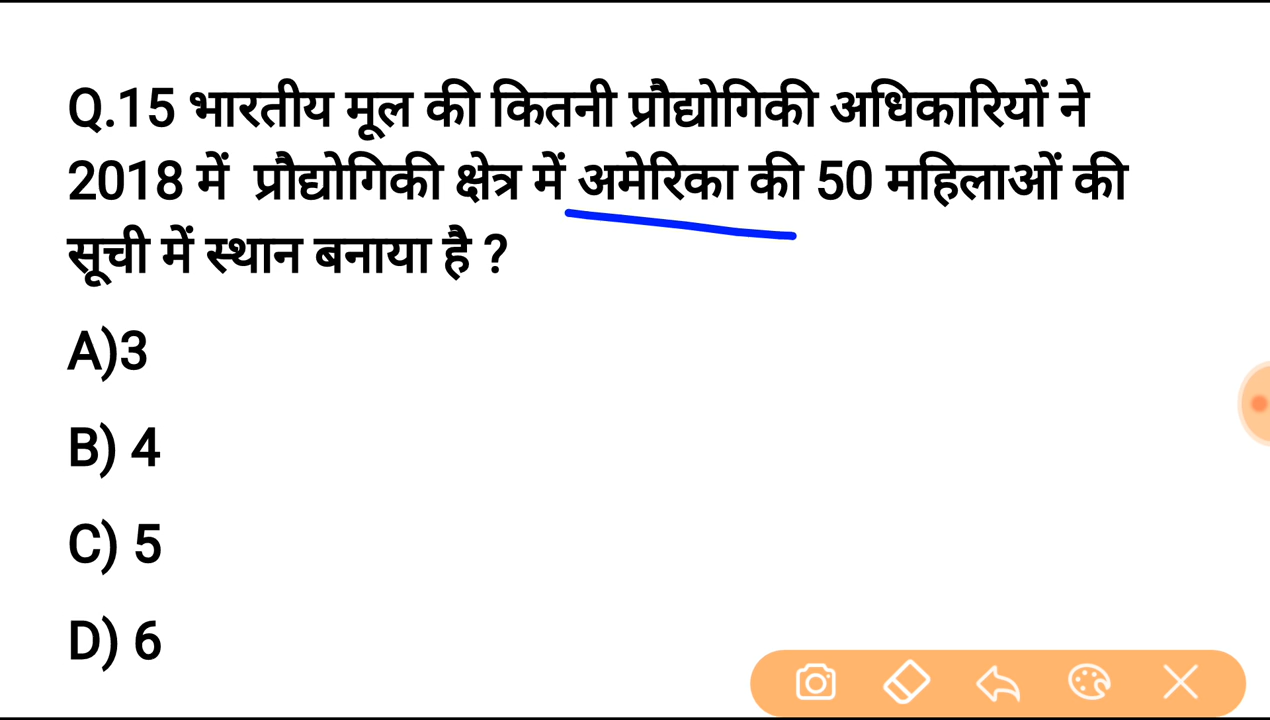 Q.15 भारतीय मूल की कितनी प्रौद्योगिकी अधिकारियों ने
2018 में प्रौद्योगिकी क्षेत्र में अमेरिका की 50 महिलाओं की
सूची में स्थान बनाया है ?
A)3
B) 4
C) 5
D) 6